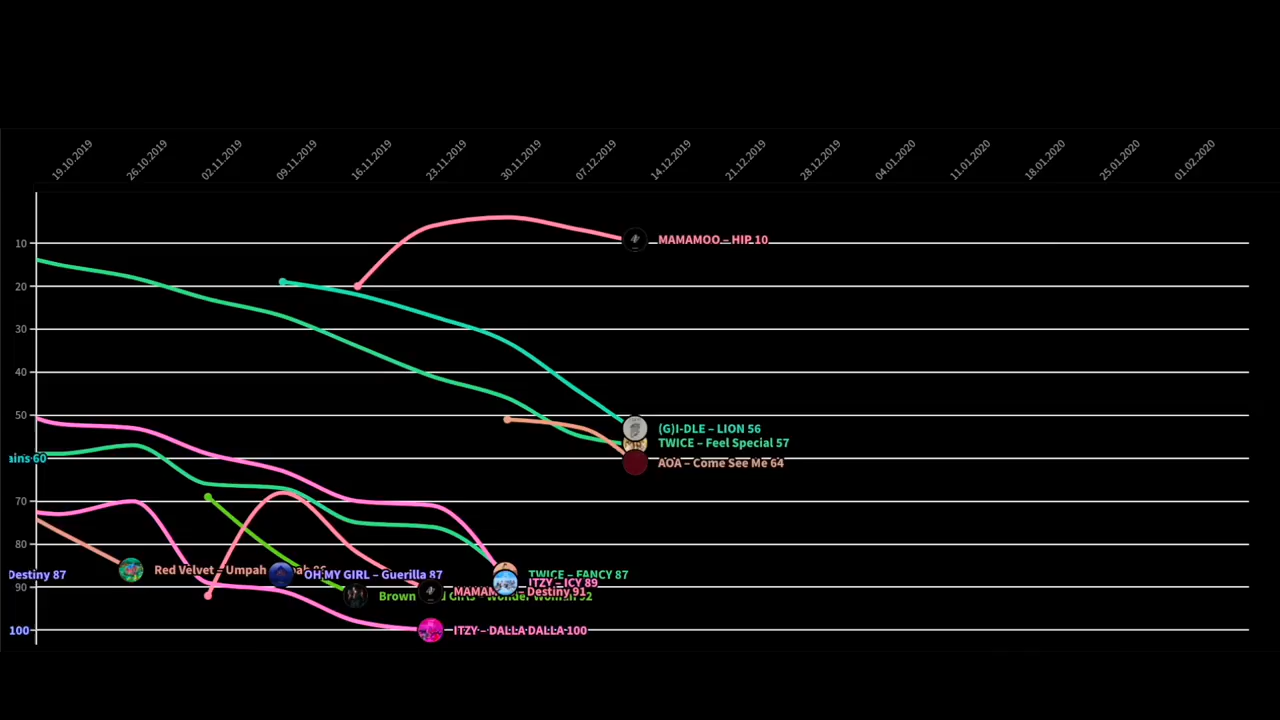 19.10.2019
26.10.2019
02.11.2019
09.11.2019
16.11.2019
23.11.2019
30.11.2019
07.12.2019
14.12.2019
21.12.2019
28.12.2019
04.01.2020
11.01.2020
18.01.2020
25.01.2020
01.02.2020
10
MAMAMOO – HIP 10
20
30
40
50
(G)I-DLE – LION 56
TWICE – Feel Special 57
ains 60
AOA – Come See Me 64
70
80
Red Velvet – Umpah
Destiny 87
OH MY GIRL – Guerilla 87
TWICE – FANCY 87
ITZY – ICY 89
90
MAMAM – Destiny 91
Brown Girls – Wonder Woman 92
100
ITZY – DALLA DALLA 100